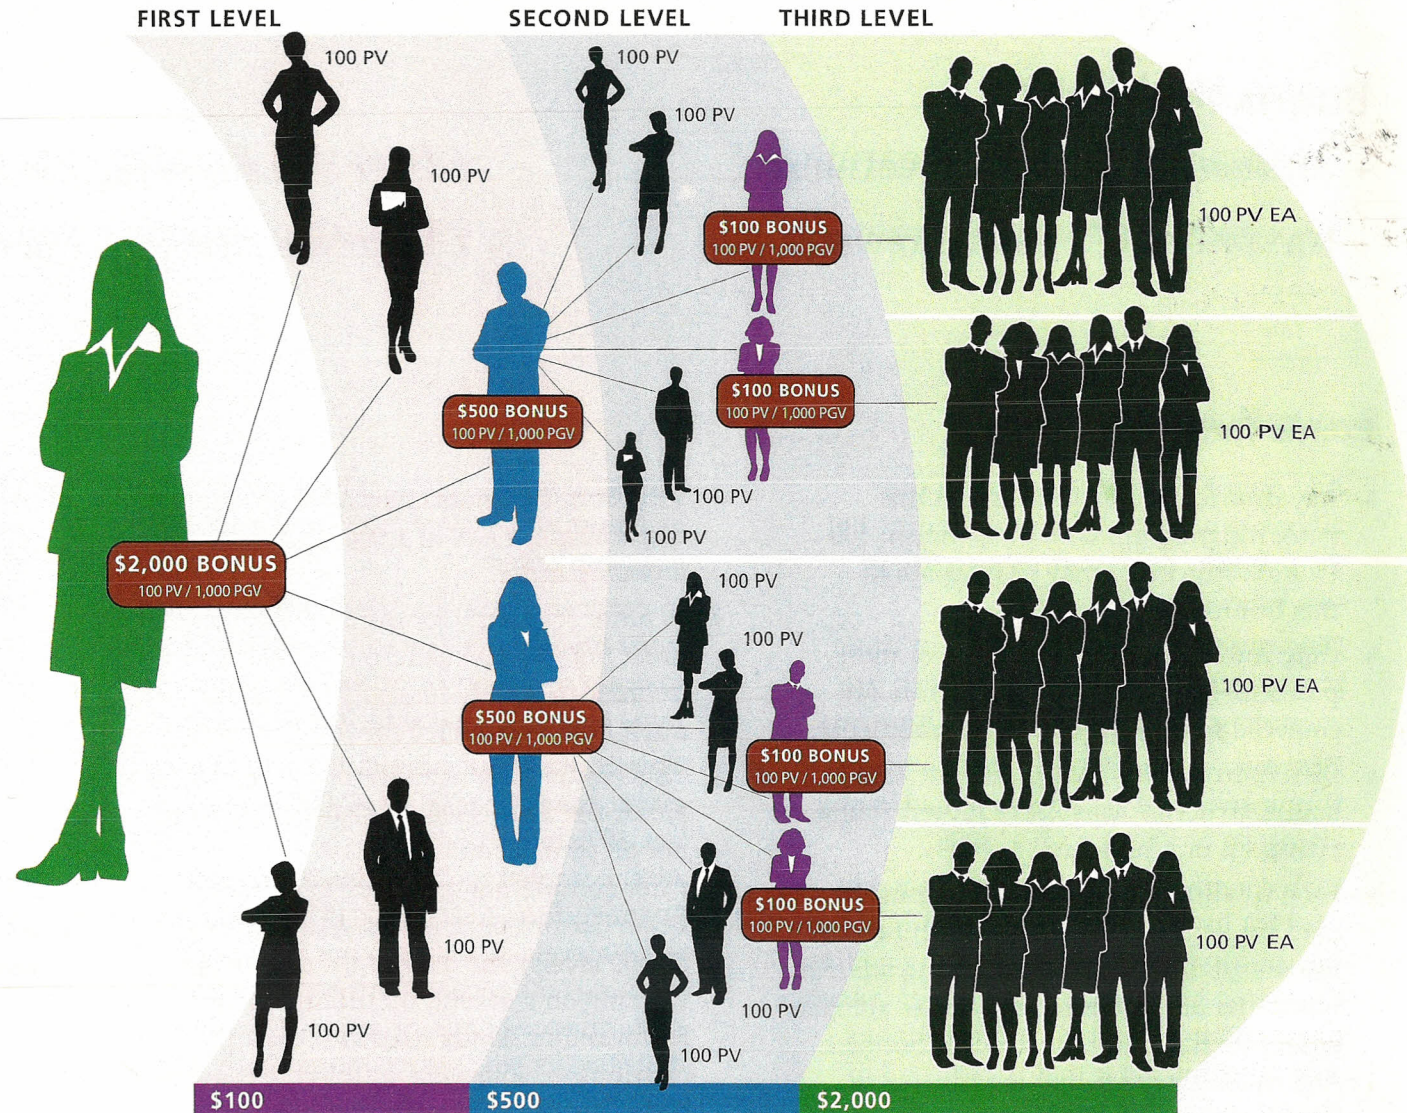 FIRST LEVEL
SECOND LEVEL
THIRD LEVEL
100 PV
100 PV
100 PV
100 PV
100 PV EA
$100 BONUS
100 PV / 1,000 PGV
$100 BONUS
100 PV / 1,000 PGV
$500 BONUS
100 PV / 1,000 PGV
100 PV EA
100 PV
100 PV
$2,000 BONUS
100 PV / 1,000 PGV
100 PV
100 PV
100 PV EA
$500 BONUS
100 PV / 1,000 PGV
$100 BONUS
100 PV / 1,000 PGV
$100 BONUS
100 PV / 1,000 PGV
100 PV EA
100 PV
100 PV
100 PV
100 PV
$100
$500
$2,000